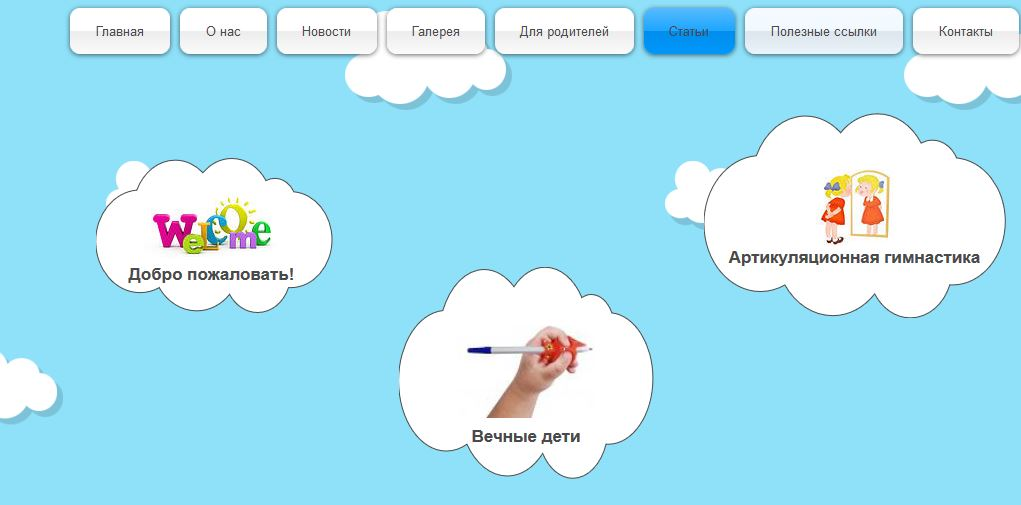 Главная
О нас
Новости
Галерея
Для родителей
Статьи
Полезные ссылки
Контакты
Welcome
Добро пожаловать!
Артикуляционная гимнастика
Вечные дети